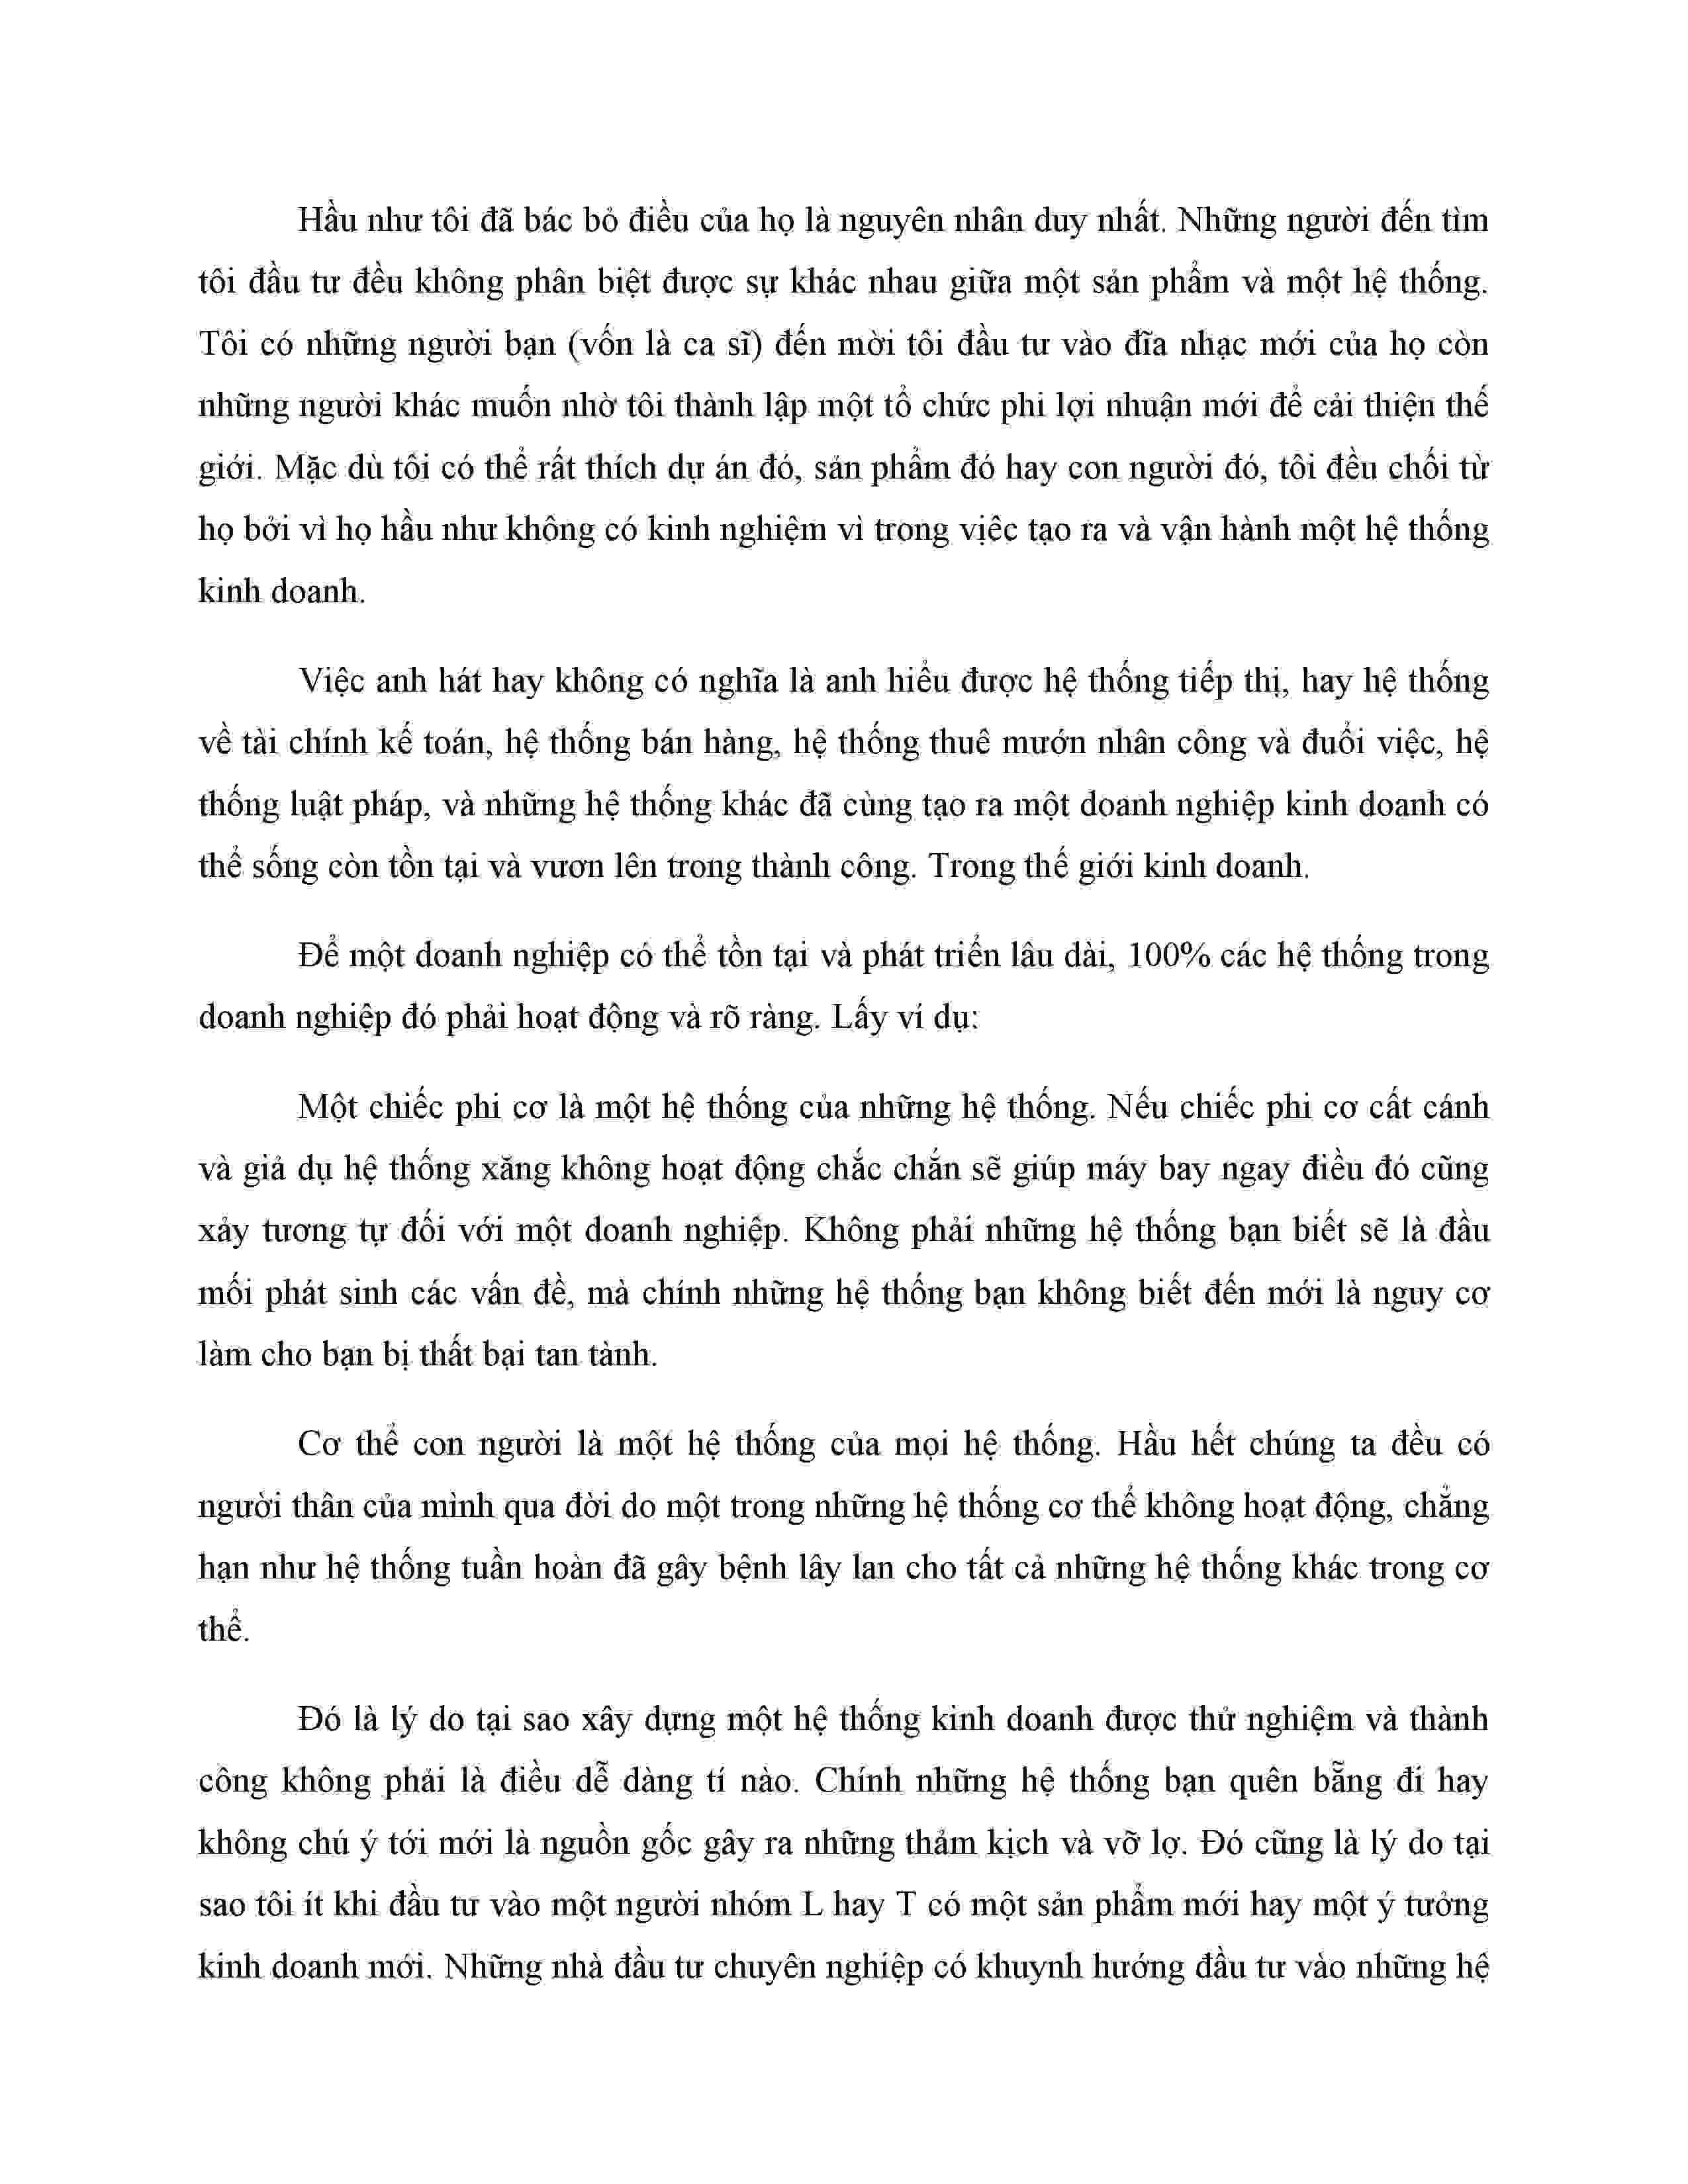 Hầu như tôi đã bác bỏ điều của họ là nguyên nhân duy nhất. Những người đến tìm
tôi đầu tư đều không phân biệt được sự khác nhau giữa một sản phẩm và một hệ thống.
Tôi có những người bạn (vốn là ca sĩ) đến mời tôi đầu tư vào đĩa nhạc mới của họ còn
những người khác muốn nhờ tôi thành lập một tổ chức phi lợi nhuận mới để cải thiện thế
giới. Mặc dù tôi có thể rất thích dự án đó, sản phẩm đó hay con người đó, tôi đều chối từ
họ bởi vì họ hầu như không có kinh nghiệm vì trong việc tạo ra và vận hành một hệ thống
kinh doanh.
Việc anh hát hay không có nghĩa là anh hiểu được hệ thống tiếp thị, hay hệ thống
về tài chính kế toán, hệ thống bán hàng, hệ thống thuê mướn nhân công và đuổi việc, hệ
thống luật pháp, và những hệ thống khác đã cùng tạo ra một doanh nghiệp kinh doanh có
thể sống còn tồn tại và vươn lên trong thành công. Trong thế giới kinh doanh.
Để một doanh nghiệp có thể tồn tại và phát triển lâu dài, 100% các hệ thống trong
doanh nghiệp đó phải hoạt động và rõ ràng. Lấy ví dụ:
Một chiếc phi cơ là một hệ thống của những hệ thống. Nếu chiếc phi cơ cất cánh
và giả dụ hệ thống xăng không hoạt động chắc chắn sẽ giúp máy bay ngay điều đó cũng
xảy tương tự đối với một doanh nghiệp. Không phải những hệ thống bạn biết sẽ là đầu
mối phát sinh các vấn đề, mà chính những hệ thống bạn không biết đến mới là nguy cơ
làm cho bạn bị thất bại tan tành.
Cơ thể con người là một hệ thống của mọi hệ thống. Hầu hết chúng ta đều có
người thân của mình qua đời do một trong những hệ thống cơ thể không hoạt động, chẳng
hạn như hệ thống tuần hoàn đã gây bệnh lây lan cho tất cả những hệ thống khác trong cơ
thể.
Đó là lý do tại sao xây dựng một hệ thống kinh doanh được thử nghiệm và thành
công không phải là điều dễ dàng tí nào. Chính những hệ thống bạn quên bẵng đi hay
không chú ý tới mới là nguồn gốc gây ra những thảm kịch và vỡ lợ. Đó cũng là lý do tại
sao tôi ít khi đầu tư vào một người nhóm L hay T có một sản phẩm mới hay một ý tưởng
kinh doanh mới. Những nhà đầu tư chuyên nghiệp có khuynh hướng đầu tư vào những hệ